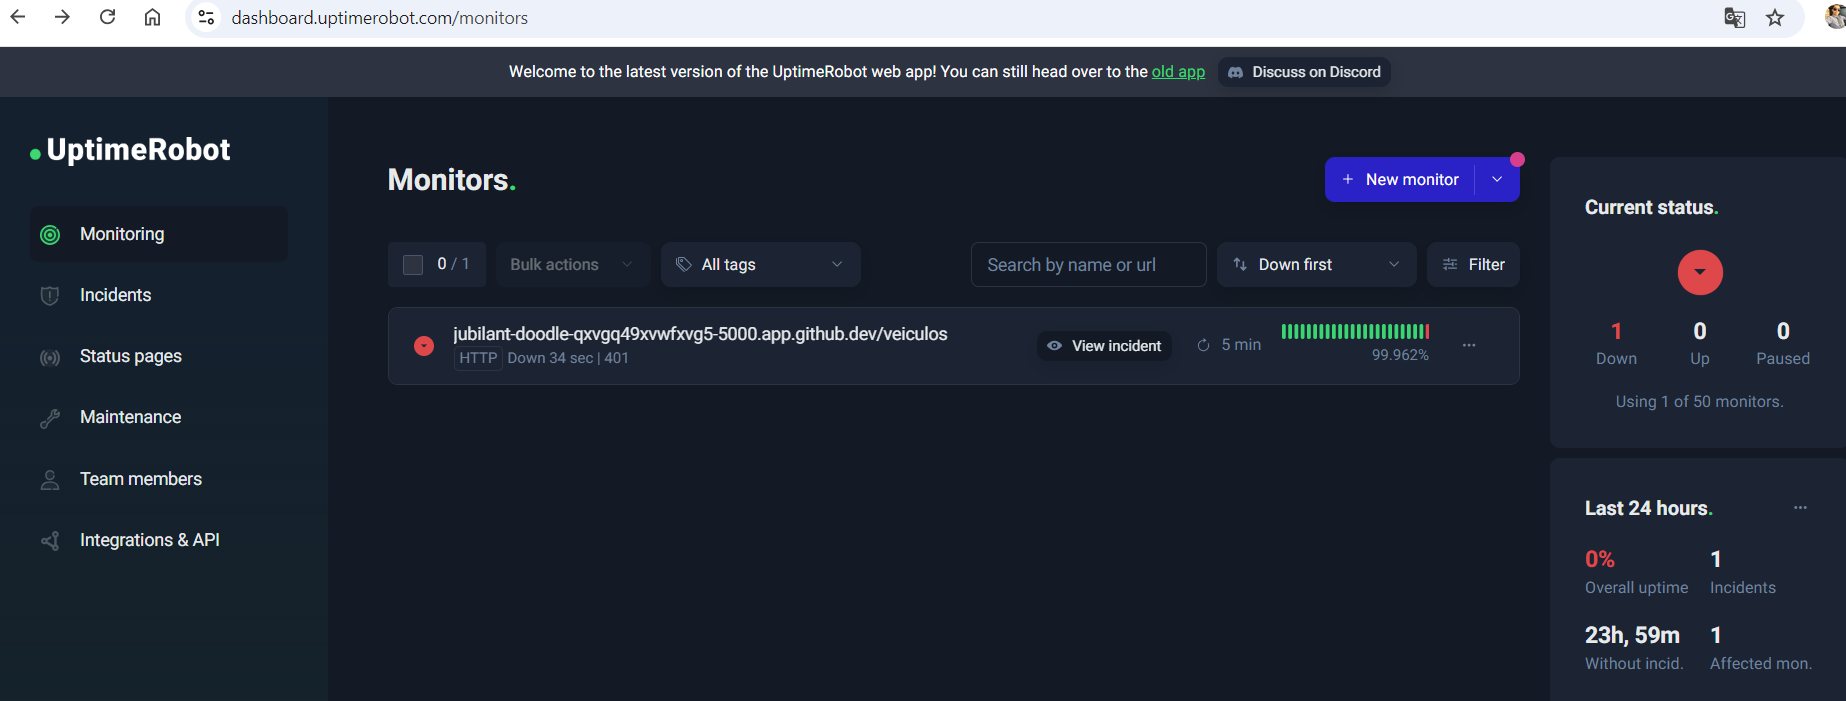 dashboard.uptimerobot.com/monitors
Welcome to the latest version of the UptimeRobot web app! You can still head over to the old app
Discuss on Discord
UptimeRobot
Monitoring
Incidents
Status pages
Maintenance
Team members
Integrations & API
Monitors.
+ New monitor
0 / 1
Bulk actions
All tags
Search by name or url
Down first
Filter
jubilant-doodle-qxvgq49xvwfxvg5-5000.app.github.dev/veiculos
HTTP Down 34 sec | 401
View incident
5 min
99.962%
Current status.
1 0 0
Down Up Paused
Using 1 of 50 monitors.
Last 24 hours.
0% 1
Overall uptime Incidents
23h, 59m 1
Without incid. Affected mon.